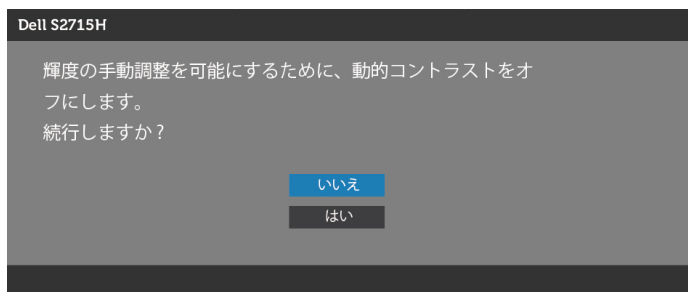 Dell S2715H
輝度の手動調整を可能にするために、動的コントラストをオ
フにします。
続行しますか？
いいえ
はい